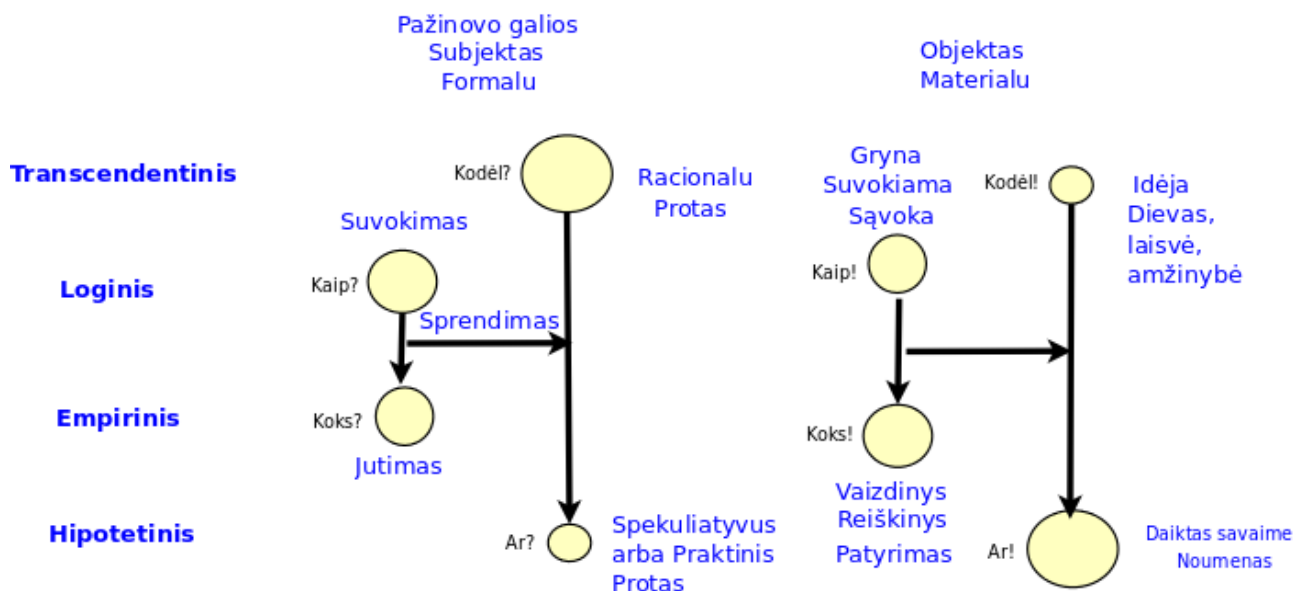 Pažinovo galios
Subjektas
Formalu
Objektas
Materialu
Transcendentinis
Kodėl?
Racionalu
Protas
Gryna
Suvokiama
Sąvoka
Kodėl!
Idėja
Dievas,
laisvė,
amžinybė
Suvokimas
Loginis
Kaip?
Kaip!
Sprendimas
Empirinis
Koks?
Jutimas
Koks!
Vaizdinys
Reiškinys
Patyrimas
Hipotetinis
Ar?
Spekuliatyvus
arba Praktinis
Protas
Ar!
Daiktas savaime
Noumenas